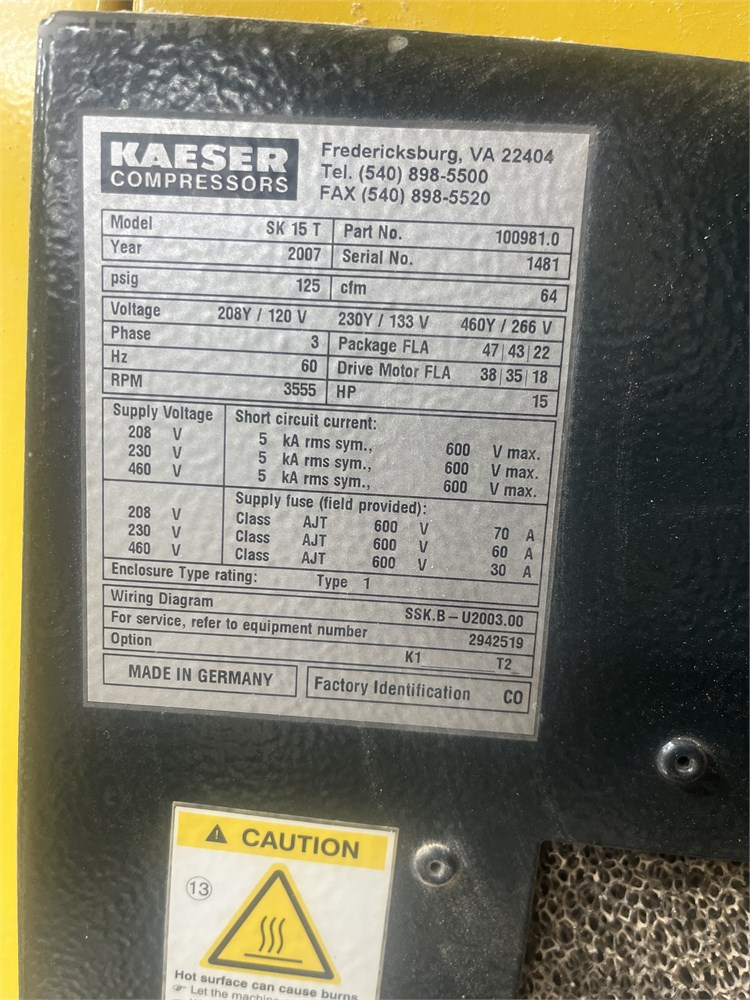 KAESER
COMPRESSORS
Fredericksburg, VA 22404
Tel. (540) 898-5500
FAX (540) 898-5520
Model SK 15 T Part No. 100981.0
Year 2007 Serial No. 1481
psig 125 cfm 64
Voltage 208Y / 120 V 230Y / 133 V 460Y / 266 V
Phase 3 Package FLA 47 | 43 | 22
Hz 60 Drive Motor FLA 38 | 35 | 18
RPM 3555 HP 15
Supply Voltage Short circuit current:
208 V 5 kA rms sym., 600 V max.
230 V 5 kA rms sym., 600 V max.
460 V 5 kA rms sym., 600 V max.
Supply fuse (field provided):
208 V Class AJT 600 V 70 A
230 V Class AJT 600 V 60 A
460 V Class AJT 600 V 30 A
Enclosure Type rating: Type 1
Wiring Diagram SSK.B – U2003.00
For service, refer to equipment number 2942519
Option K1 T2
MADE IN GERMANY Factory Identification CO
CAUTION
13
Hot surface can cause burns
☞ Let the machine